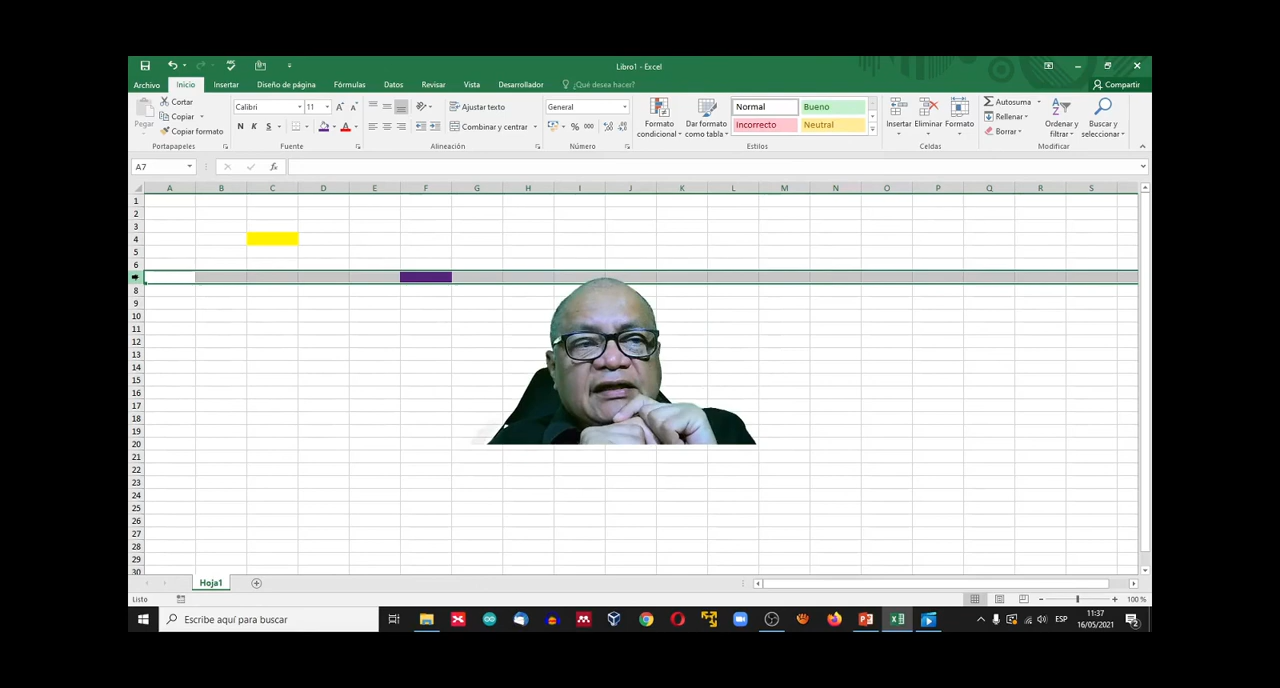 Libro1 - Excel
Archivo Inicio Insertar Diseño de página Fórmulas Datos Revisar Vista Desarrollador ¿Qué desea hacer? Compartir
Pegar
Cortar
Copiar
Copiar formato
Portapapeles
Calibri 11
N K S
Fuente
Ajustar texto
Combinar y centrar
Alineación
General
%
Número
Formato condicional
Dar formato como tabla
Normal Bueno
Incorrecto Neutral
Estilos
Insertar Eliminar Formato
Celdas
Autosuma
Rellenar
Borrar
Ordenar y filtrar
Buscar y seleccionar
Modificar
A7
fx
A B C D E F G H I J K L M N O P Q R S
1
2
3
4
5
6
8
9
10
11
12
13
14
15
16
17
18
19
20
21
22
23
24
25
26
27
28
29
30
Hoja1
Listo
100 %
Escribe aquí para buscar
ESP
11:37
16/05/2021